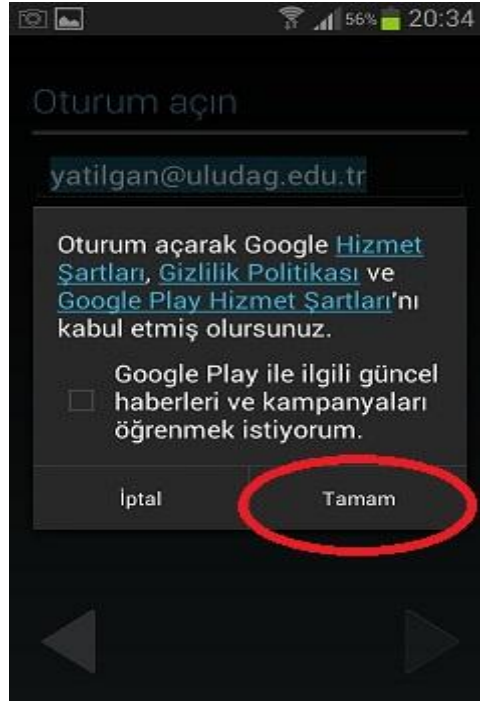 56% 20:34
Oturum açın
yatilgan@uludag.edu.tr
Oturum açarak Google Hizmet
Şartları, Gizlilik Politikası ve
Google Play Hizmet Şartları'nı
kabul etmiş olursunuz.
Google Play ile ilgili güncel
haberleri ve kampanyaları
öğrenmek istiyorum.
İptal Tamam